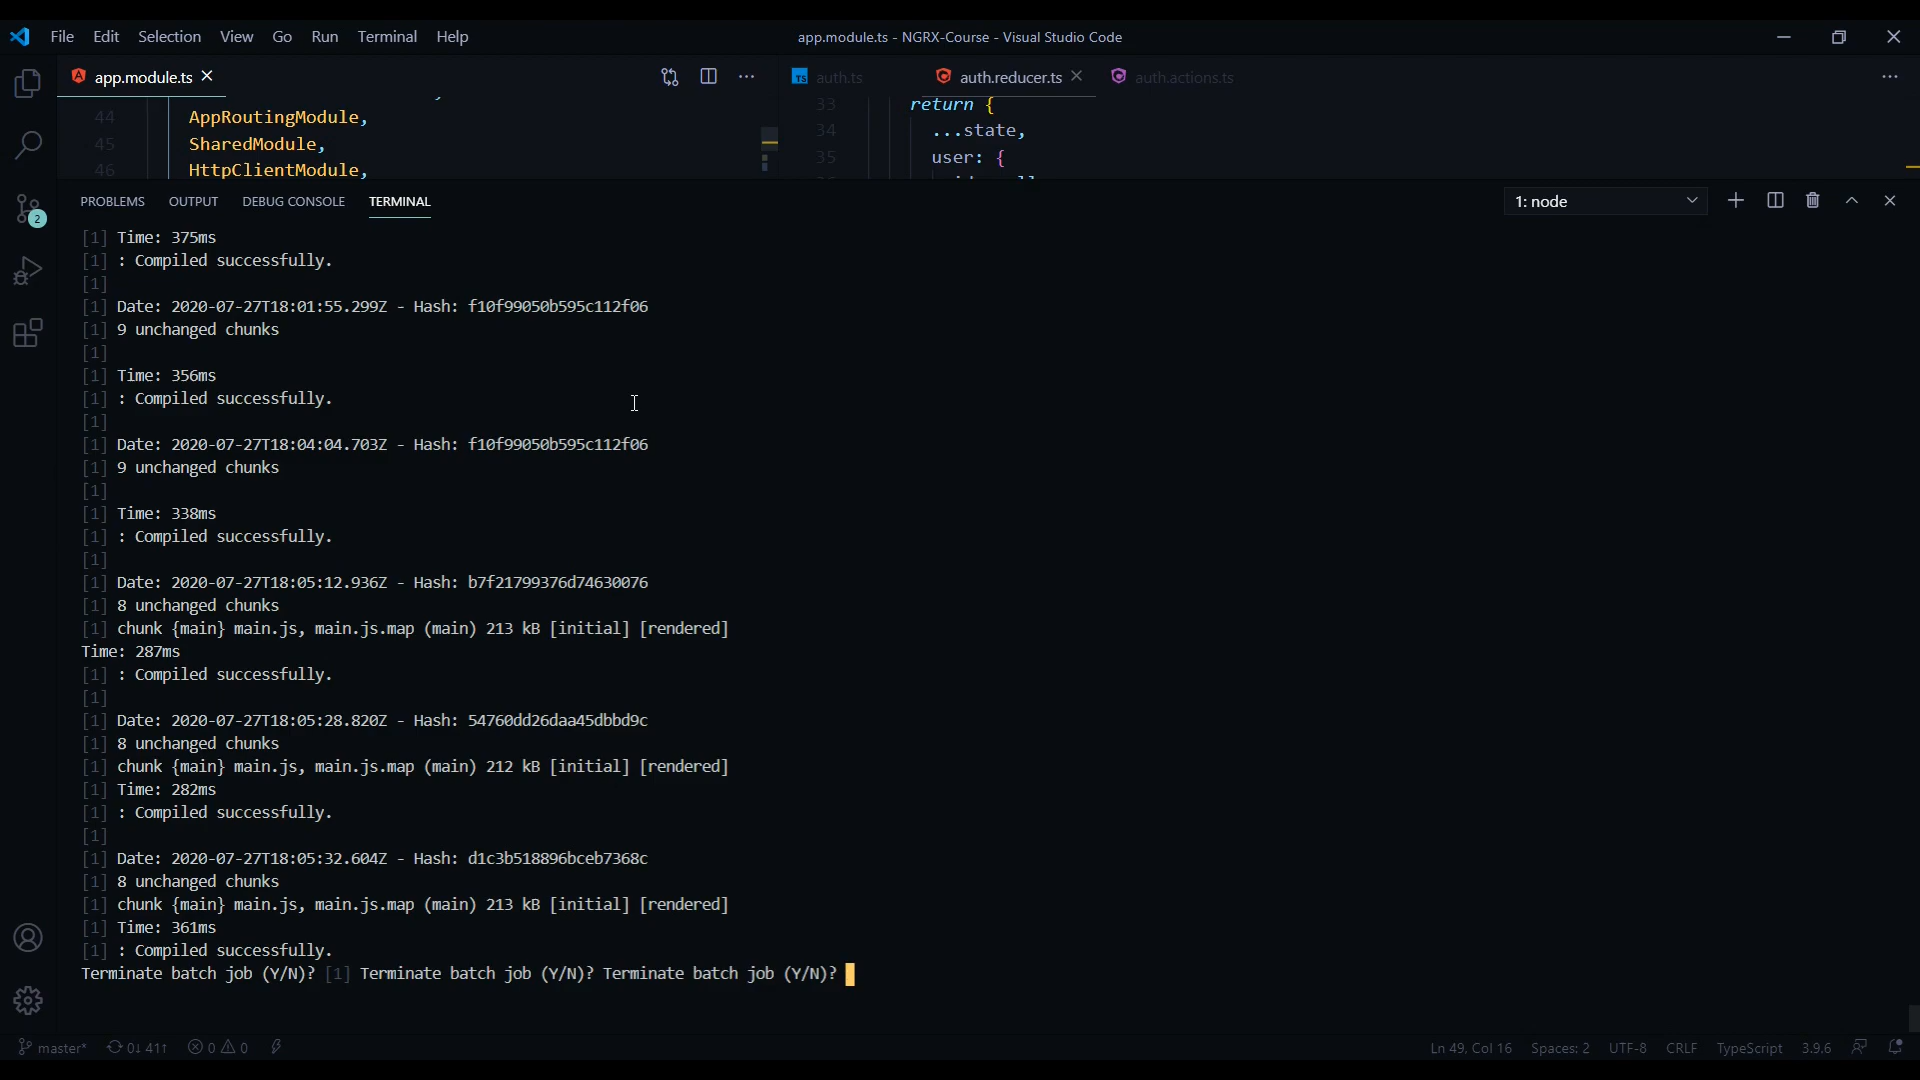 File Edit Selection View Go Run Terminal Help
app.module.ts - NGRX-Course - Visual Studio Code
app.module.ts
auth.ts
auth.reducer.ts
auth.actions.ts
44 AppRoutingModule,
45 SharedModule,
46 HttpClientModule,
33 return {
34 ...state,
35 user: {
PROBLEMS OUTPUT DEBUG CONSOLE TERMINAL
1: node
[1] Time: 375ms
[1] : Compiled successfully.
[1]
[1] Date: 2020-07-27T18:01:55.299Z - Hash: f10f99050b595c112f06
[1] 9 unchanged chunks
[1]
[1] Time: 356ms
[1] : Compiled successfully.
[1]
[1] Date: 2020-07-27T18:04:04.703Z - Hash: f10f99050b595c112f06
[1] 9 unchanged chunks
[1]
[1] Time: 338ms
[1] : Compiled successfully.
[1]
[1] Date: 2020-07-27T18:05:12.936Z - Hash: b7f21799376d74630076
[1] 8 unchanged chunks
[1] chunk {main} main.js, main.js.map (main) 213 kB [initial] [rendered]
Time: 287ms
[1] : Compiled successfully.
[1]
[1] Date: 2020-07-27T18:05:28.820Z - Hash: 54760dd26daa45dbbd9c
[1] 8 unchanged chunks
[1] chunk {main} main.js, main.js.map (main) 212 kB [initial] [rendered]
[1] Time: 282ms
[1] : Compiled successfully.
[1]
[1] Date: 2020-07-27T18:05:32.604Z - Hash: d1c3b518896bceb7368c
[1] 8 unchanged chunks
[1] chunk {main} main.js, main.js.map (main) 213 kB [initial] [rendered]
[1] Time: 361ms
[1] : Compiled successfully.
Terminate batch job (Y/N)? [1] Terminate batch job (Y/N)? Terminate batch job (Y/N)?
2
master* 0↓ 41↑ 0 0
Ln 49, Col 16 Spaces: 2 UTF-8 CRLF TypeScript 3.9.6